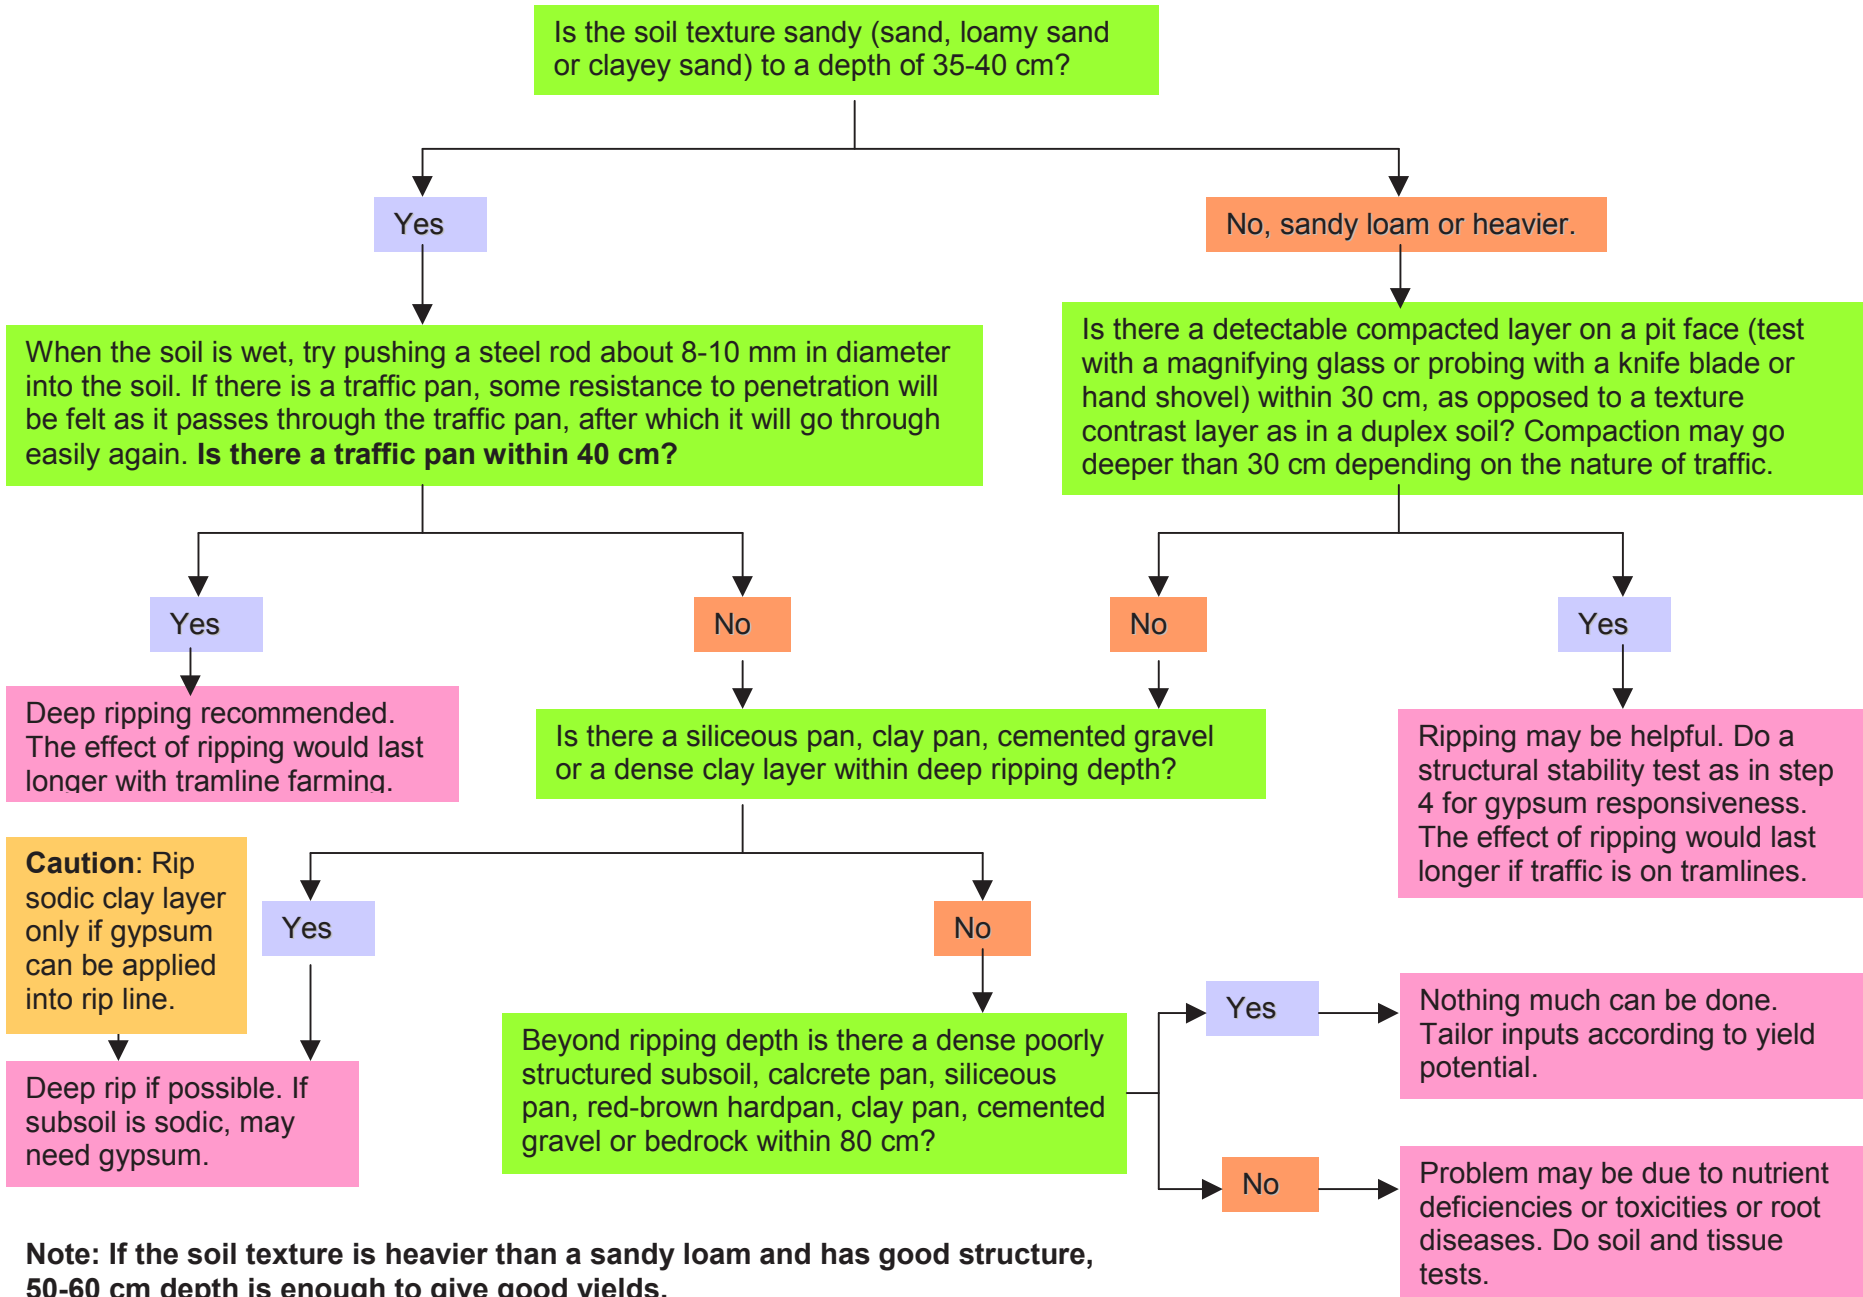 Is the soil texture sandy (sand, loamy sand
or clayey sand) to a depth of 35-40 cm?
Yes
No, sandy loam or heavier.
When the soil is wet, try pushing a steel rod about 8-10 mm in diameter
into the soil. If there is a traffic pan, some resistance to penetration will
be felt as it passes through the traffic pan, after which it will go through
easily again. Is there a traffic pan within 40 cm?
Is there a detectable compacted layer on a pit face (test
with a magnifying glass or probing with a knife blade or
hand shovel) within 30 cm, as opposed to a texture
contrast layer as in a duplex soil? Compaction may go
deeper than 30 cm depending on the nature of traffic.
Yes
No
No
Yes
Deep ripping recommended.
The effect of ripping would last
longer with tramline farming.
Is there a siliceous pan, clay pan, cemented gravel
or a dense clay layer within deep ripping depth?
Ripping may be helpful. Do a
structural stability test as in step
4 for gypsum responsiveness.
The effect of ripping would last
longer if traffic is on tramlines.
Caution: Rip
sodic clay layer
only if gypsum
can be applied
into rip line.
Yes
No
Deep rip if possible. If
subsoil is sodic, may
need gypsum.
Beyond ripping depth is there a dense poorly
structured subsoil, calcrete pan, siliceous
pan, red-brown hardpan, clay pan, cemented
gravel or bedrock within 80 cm?
Yes
Nothing much can be done.
Tailor inputs according to yield
potential.
No
Problem may be due to nutrient
deficiencies or toxicities or root
diseases. Do soil and tissue
tests.
Note: If the soil texture is heavier than a sandy loam and has good structure,
50-60 cm depth is enough to give good yields.